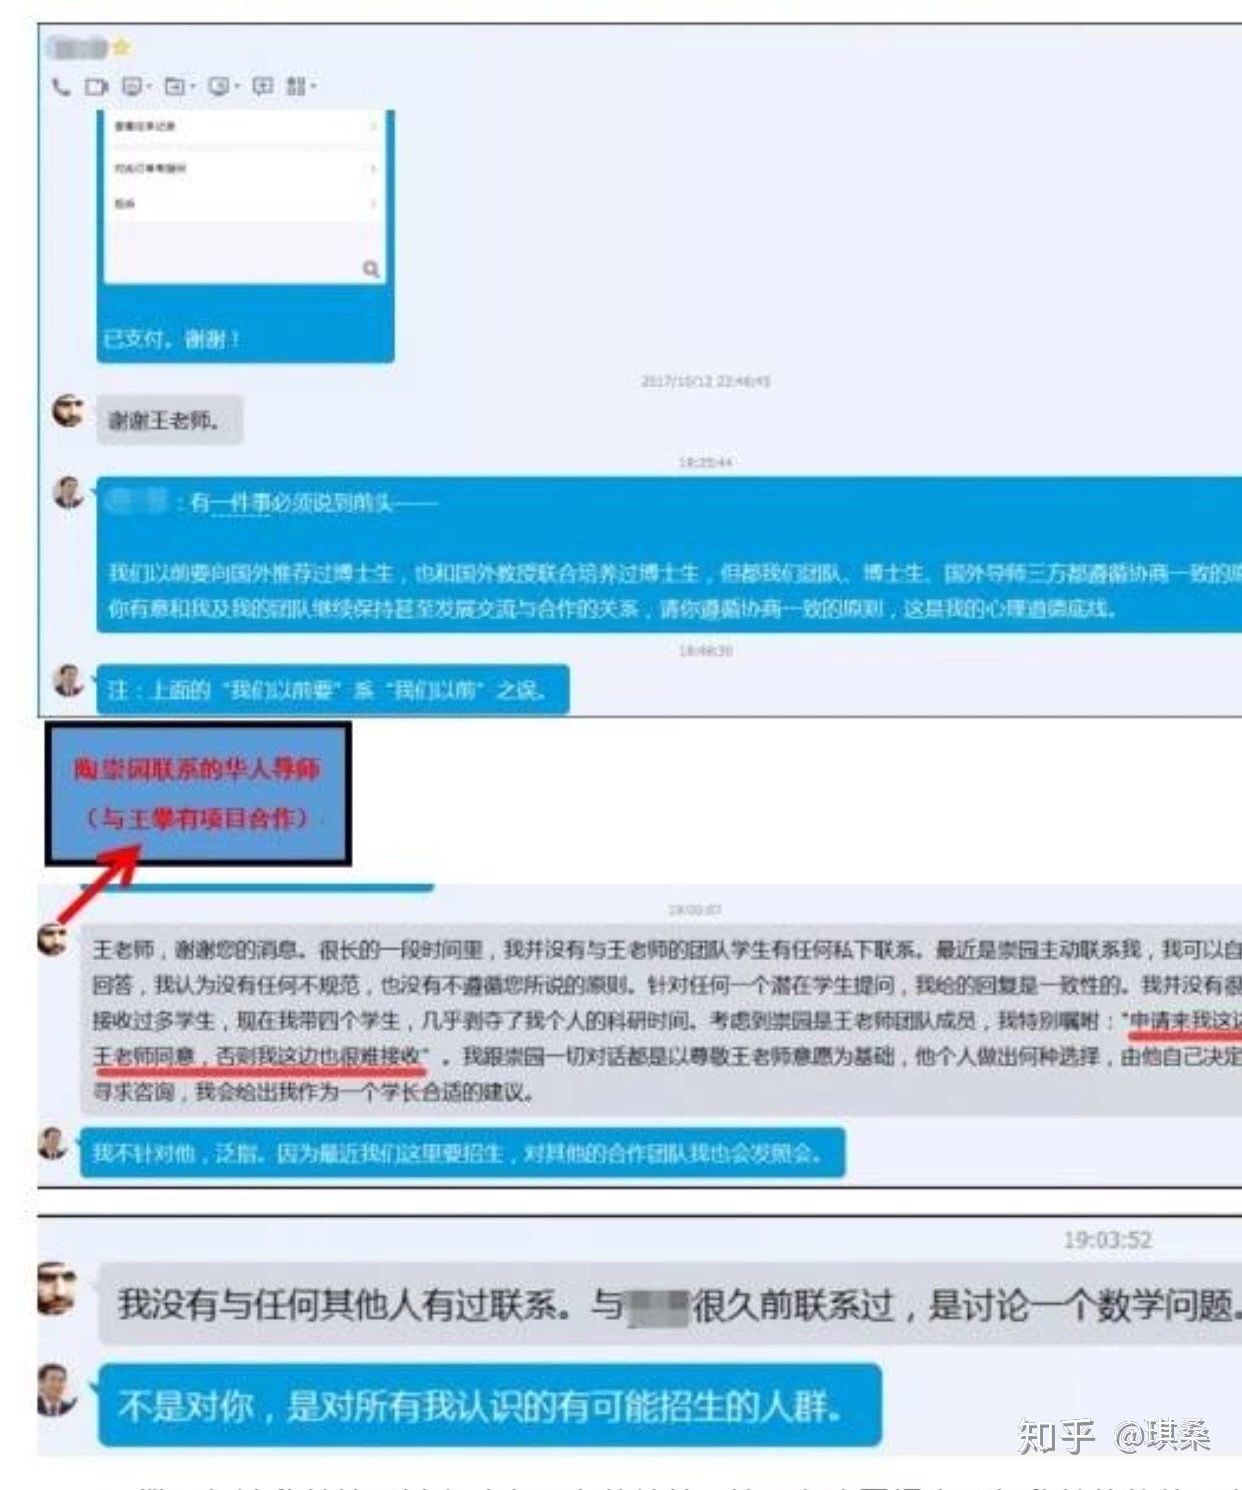 查看往来记录
投诉
已支付。谢谢！
2017/10/12 22:46:45
谢谢王老师。
18:25:44
：有一件事必须说到前头——
我们以前要向国外推荐过博士生，也和国外教授联合培养过博士生，但都我们团队、博士生、国外导师三方都遵循协商一致的
你有意和我及我的团队继续保持甚至发展交流与合作的关系，请你遵循协商一致的原则，这是我的心理道德底线。
18:48:38
注：上面的“我们以前要”系“我们以前”之误。
陶崇园联系的华人导师
（与王攀有项目合作）
19:00:07
王老师，谢谢您的消息。很长的一段时间里，我并没有与王老师的团队学生有任何私下联系。最近是崇园主动联系我，我可以自
回答，我认为没有任何不规范，也没有不遵循您所说的原则。针对任何一个潜在学生提问，我给的回复是一致性的。我并没有很
接收过多学生，现在我带四个学生，几乎剥夺了我个人的科研时间。考虑到崇园是王老师团队成员，我特别嘱咐：“申请来我这边
王老师同意，否则我这边也很难接收”。我跟崇园一切对话都是以尊敬王老师意愿为基础，他个人做出何种选择，由他自己决定
寻求咨询，我会给出我作为一个学长合适的建议。
我不针对他，泛指。因为最近我们这里要招生，对其他的合作团队我也会发照会。
19:03:52
我没有与任何其他人有过联系。与很久前联系过，是讨论一个数学问题。
不是对你，是对所有我认识的有可能招生的人群。
知乎 @琪桑